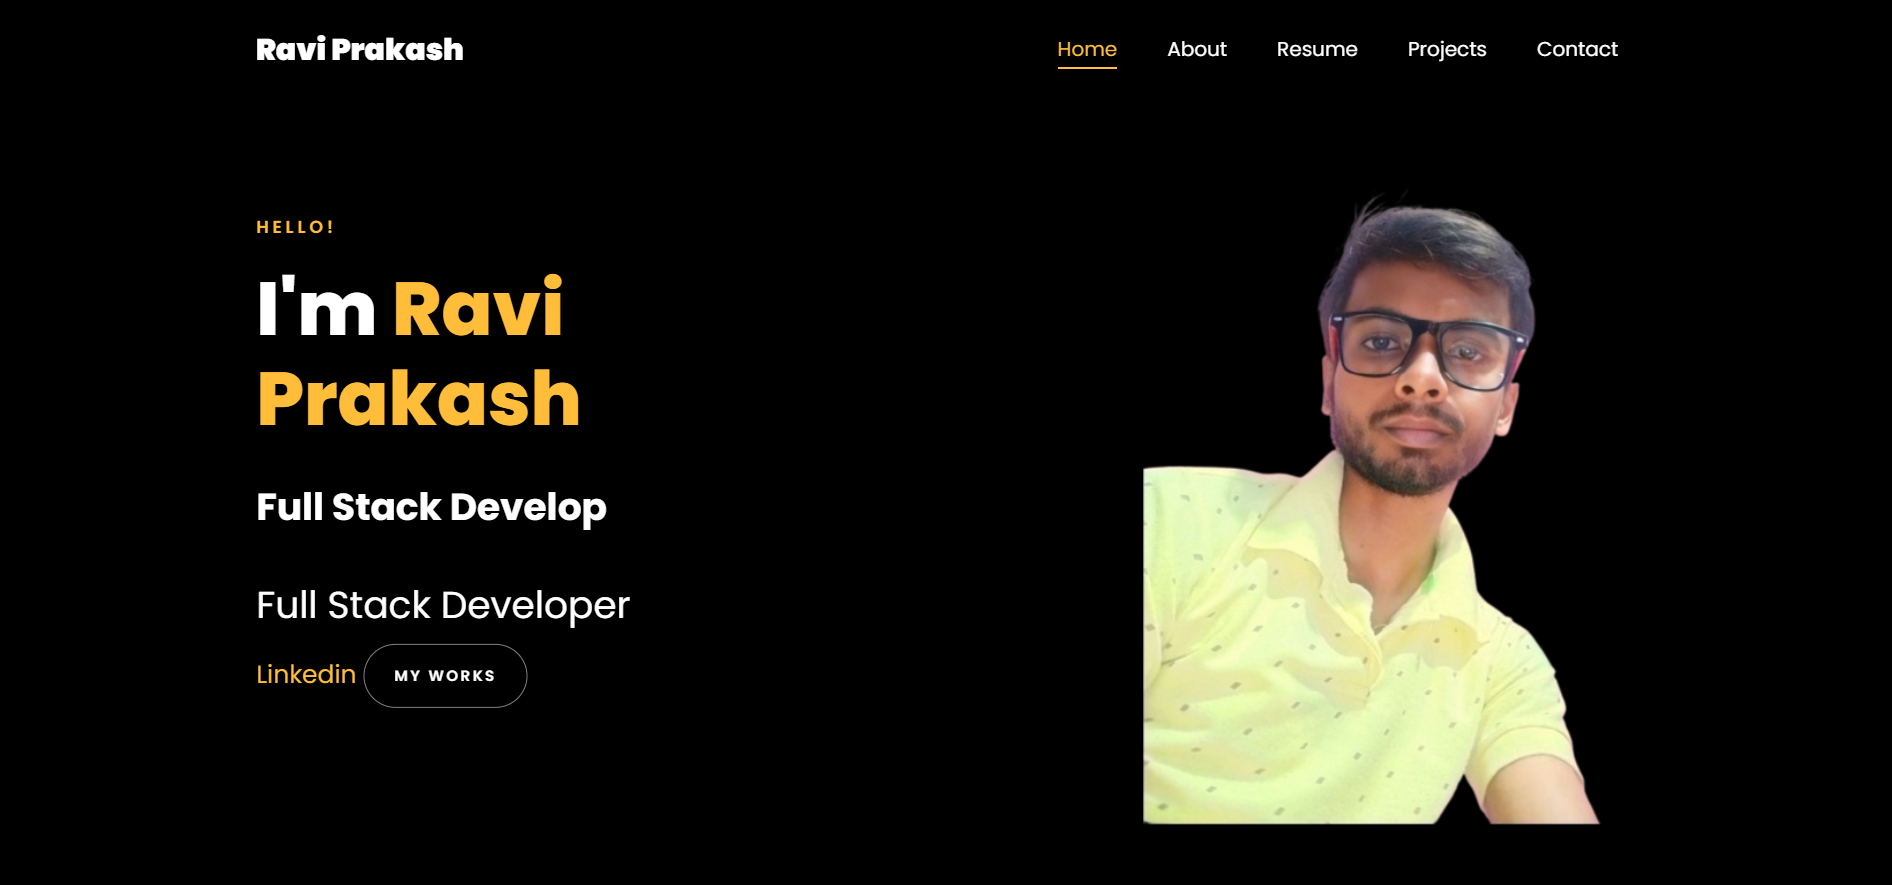 Ravi Prakash
Home About Resume Projects Contact
HELLO!
I'm Ravi
Prakash
Full Stack Develop
Full Stack Developer
Linkedin MY WORKS